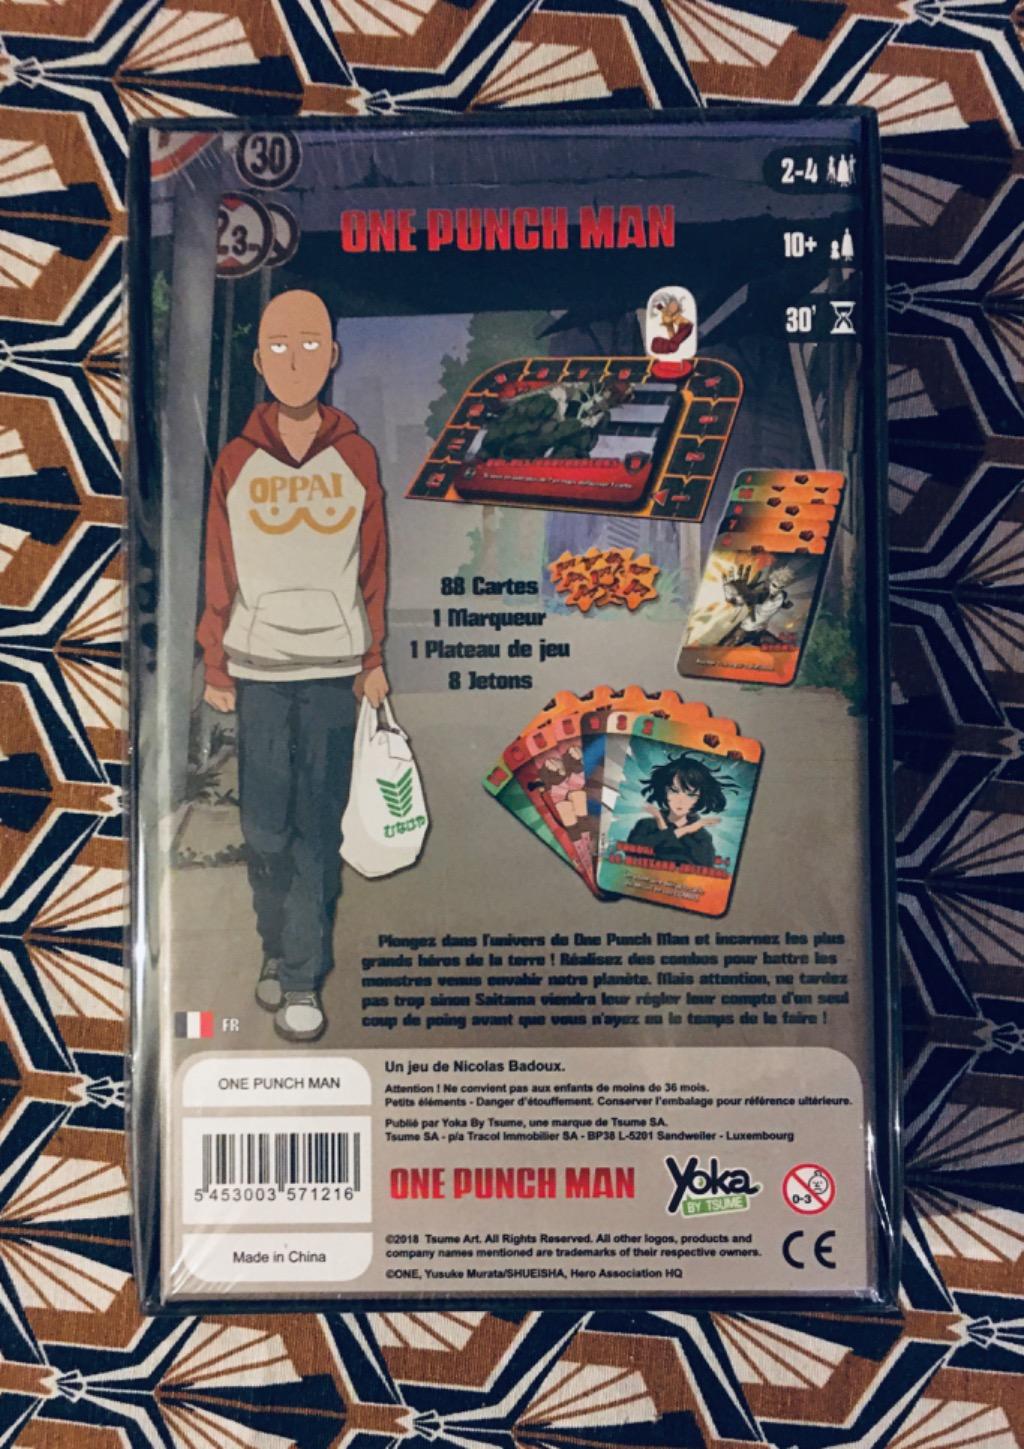 30
23m
2-4
ONE PUNCH MAN
10+
30'
OPPAI
88 Cartes
1 Marqueur
1 Plateau de jeu
8 Jetons
むなげや
Plongez dans l'univers de One Punch Man et incarnez les plus
grands héros de la terre ! Réalisez des combos pour battre les
monstres venus envahir notre planète. Mais attention, ne tardez
pas trop sinon Saitama viendra leur régler leur compte d'un seul
coup de poing avant que vous n'ayez eu le temps de le faire !
FR
Un jeu de Nicolas Badoux.
ONE PUNCH MAN
Attention ! Ne convient pas aux enfants de moins de 36 mois.
Petits éléments - Danger d'étouffement. Conserver l'embalage pour référence ultérieure.
Publié par Yoka By Tsume, une marque de Tsume SA.
Tsume SA - p/a Tracol Immobilier SA - BP38 L-5201 Sandweiler - Luxembourg
5 453003 571216
ONE PUNCH MAN
Yoka
BY TSUME
0-3
Made in China
©2018 Tsume Art. All Rights Reserved. All other logos, products and
company names mentioned are trademarks of their respective owners.
CE
©ONE, Yusuke Murata/SHUEISHA, Hero Association HQ